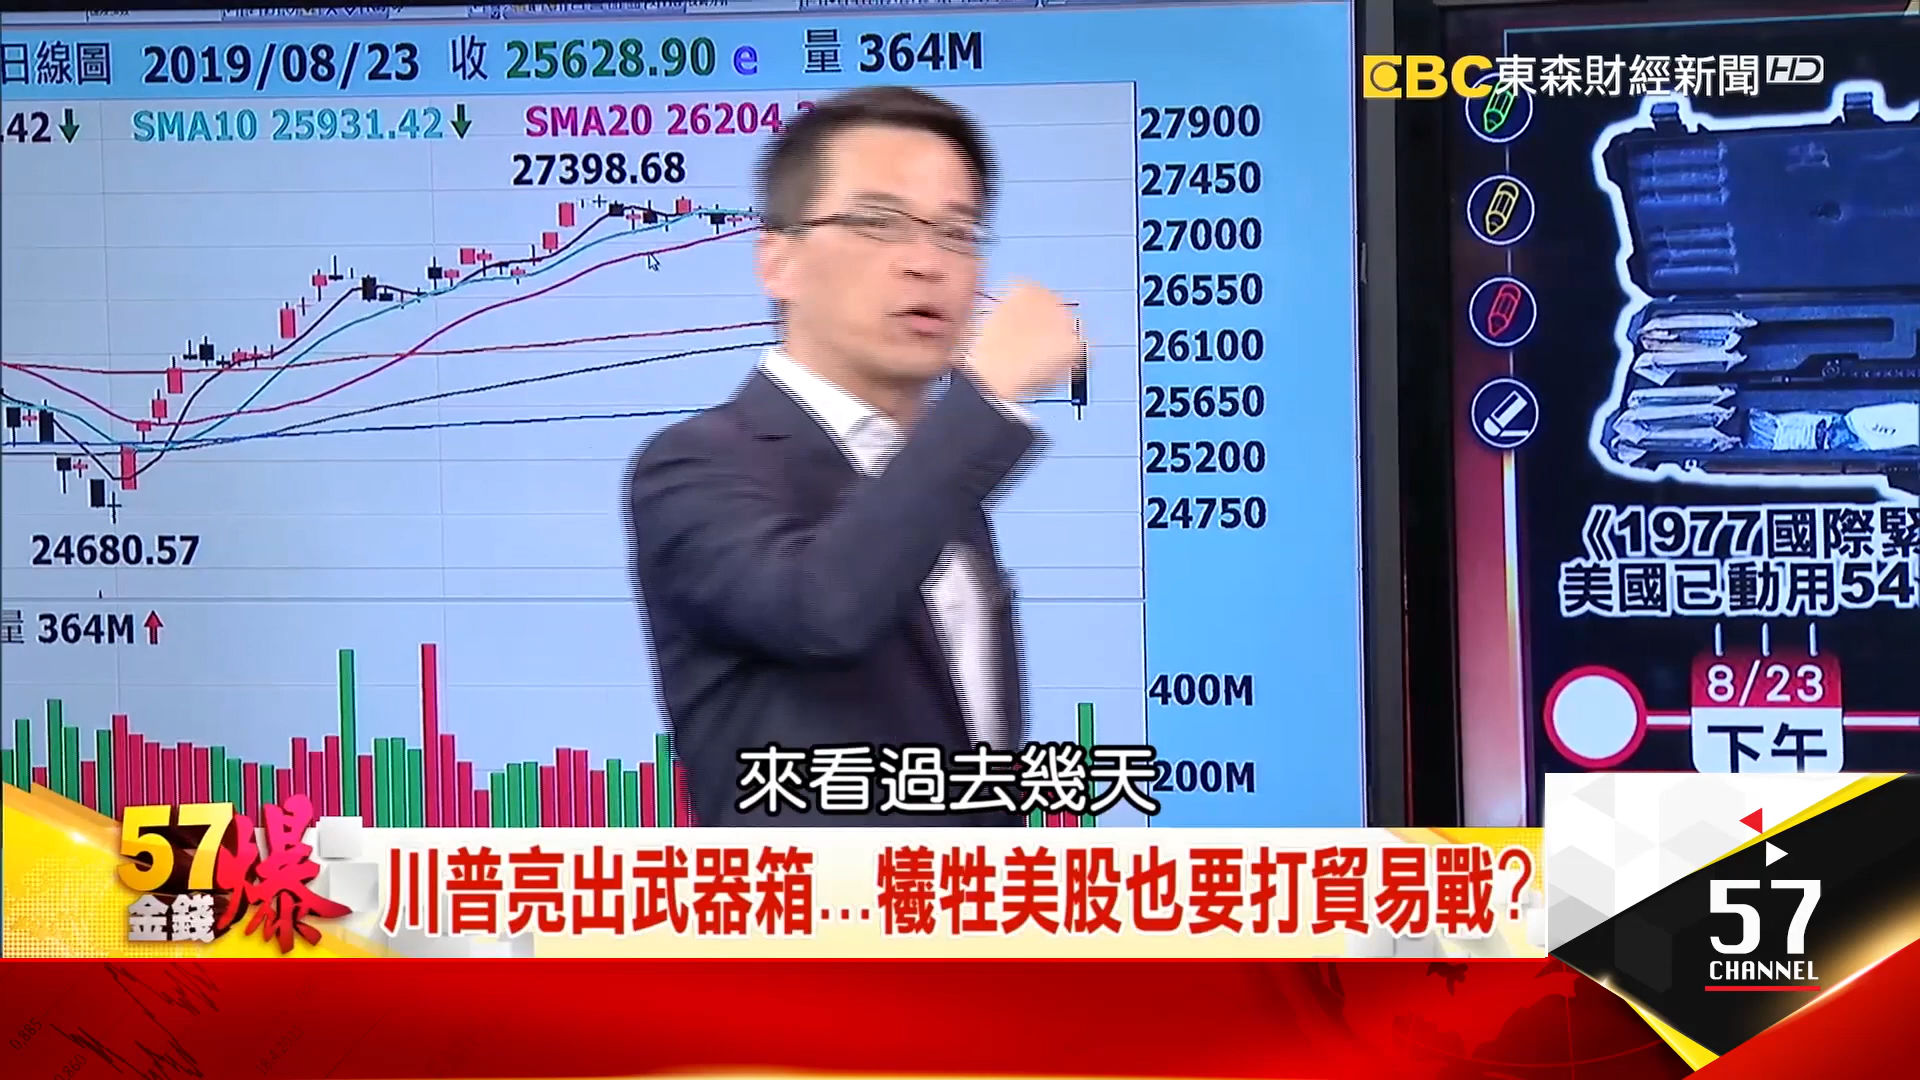 日線圖 2019/08/23 收 25628.90 e 量 364M
.42↓ SMA10 25931.42↓ SMA20 26204.
27398.68
24680.57
27900
27450
27000
26550
26100
25650
25200
24750
量 364M↑
400M
200M
EBC東森財經新聞HD
《1977國際緊
美國已動用54
8/23
下午
來看過去幾天
57金錢爆
川普亮出武器箱...犧牲美股也要打貿易戰?
57
CHANNEL